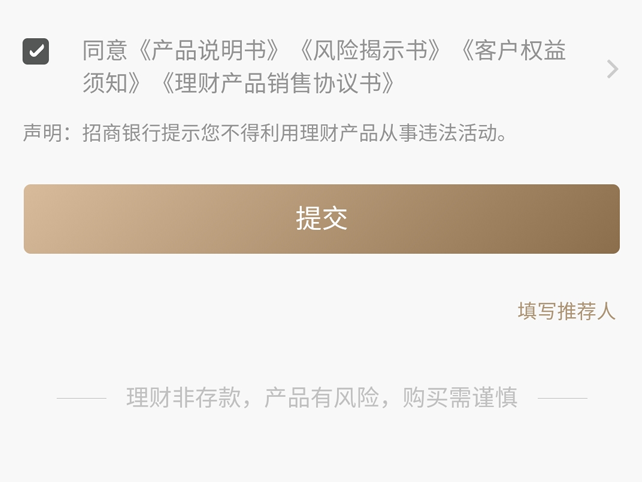 同意《产品说明书》《风险揭示书》《客户权益
须知》《理财产品销售协议书》
声明：招商银行提示您不得利用理财产品从事违法活动。
提交
填写推荐人
理财非存款，产品有风险，购买需谨慎